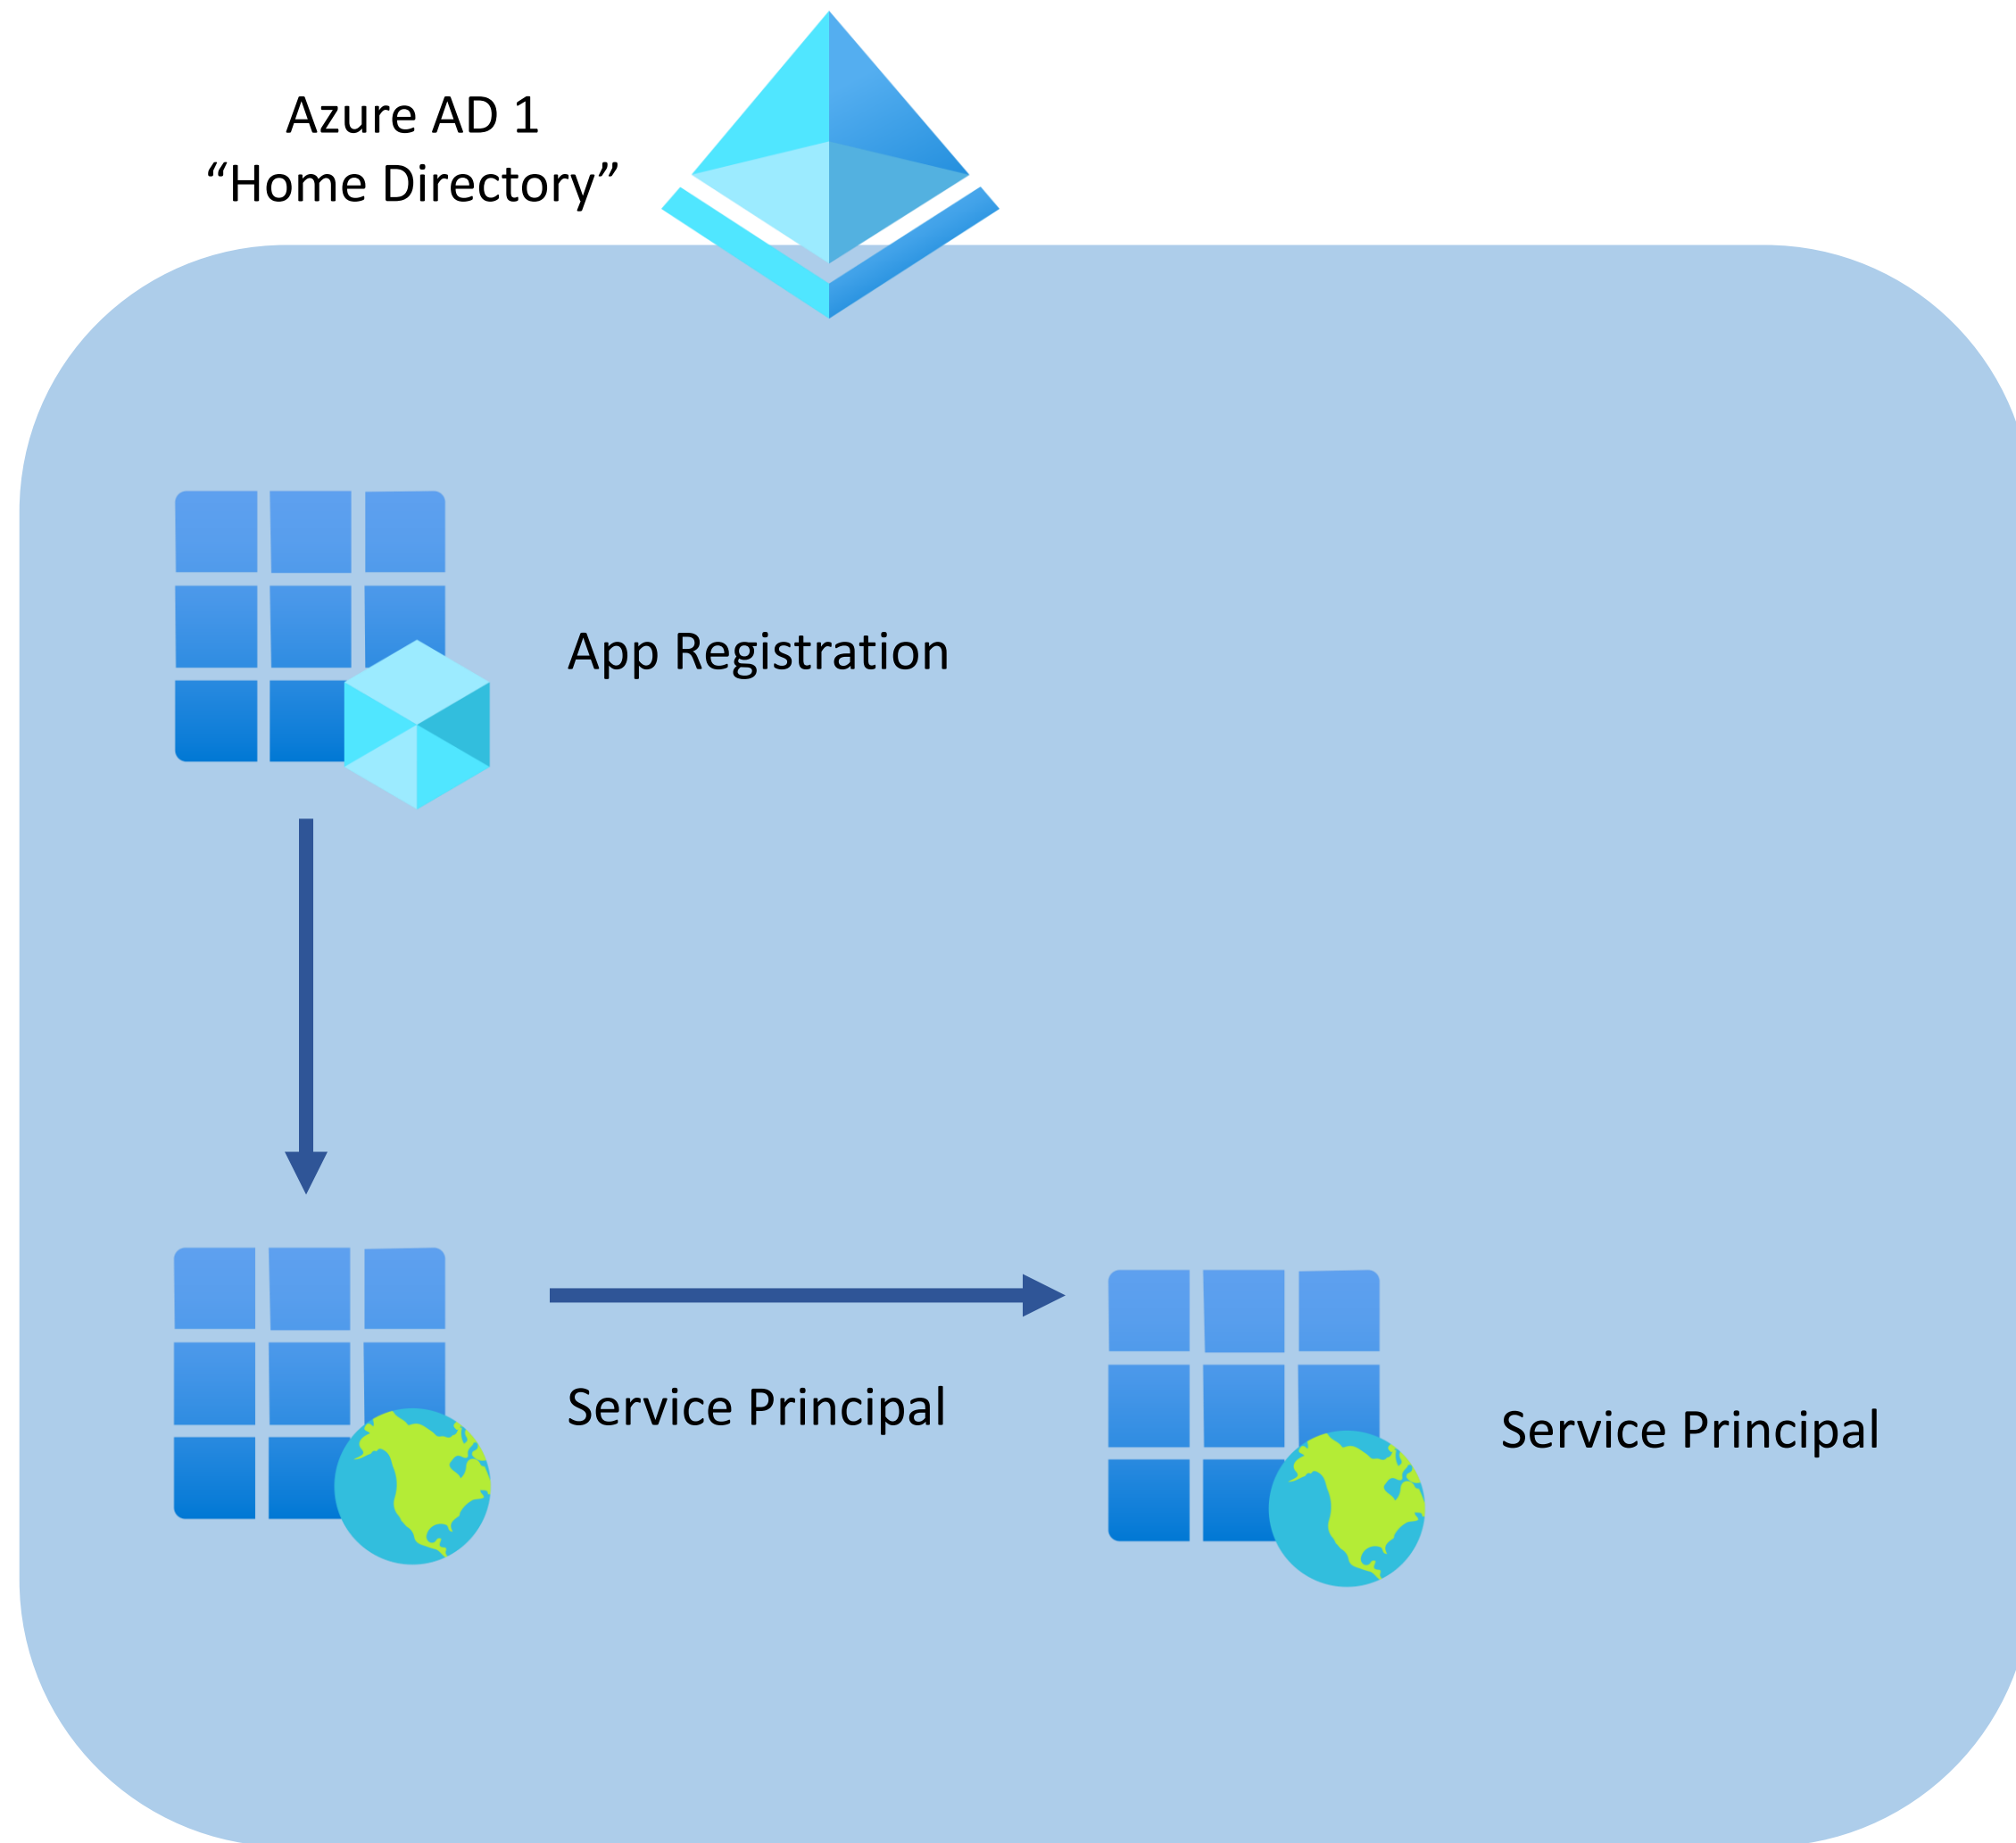 Azure AD 1
“Home Directory”
App Registration
Service Principal
Service Principal